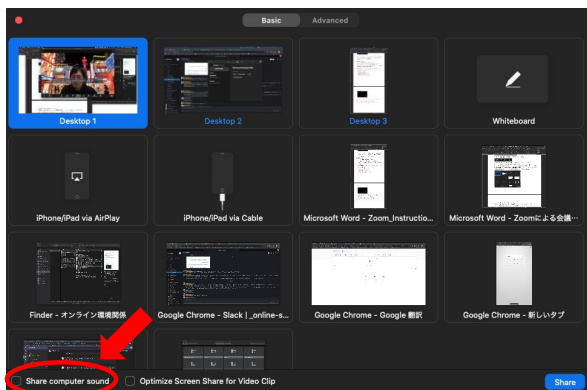 Basic Advanced
Desktop 1 Desktop 2 Desktop 3 Whiteboard
iPhone/iPad via AirPlay iPhone/iPad via Cable Microsoft Word - Zoom_Instructio... Microsoft Word - Zoomによる会議…
Finder - オンライン環境関係 Google Chrome - Slack | _online-s... Google Chrome - Google 翻訳 Google Chrome - 新しいタブ
Share computer sound Optimize Screen Share for Video Clip Share